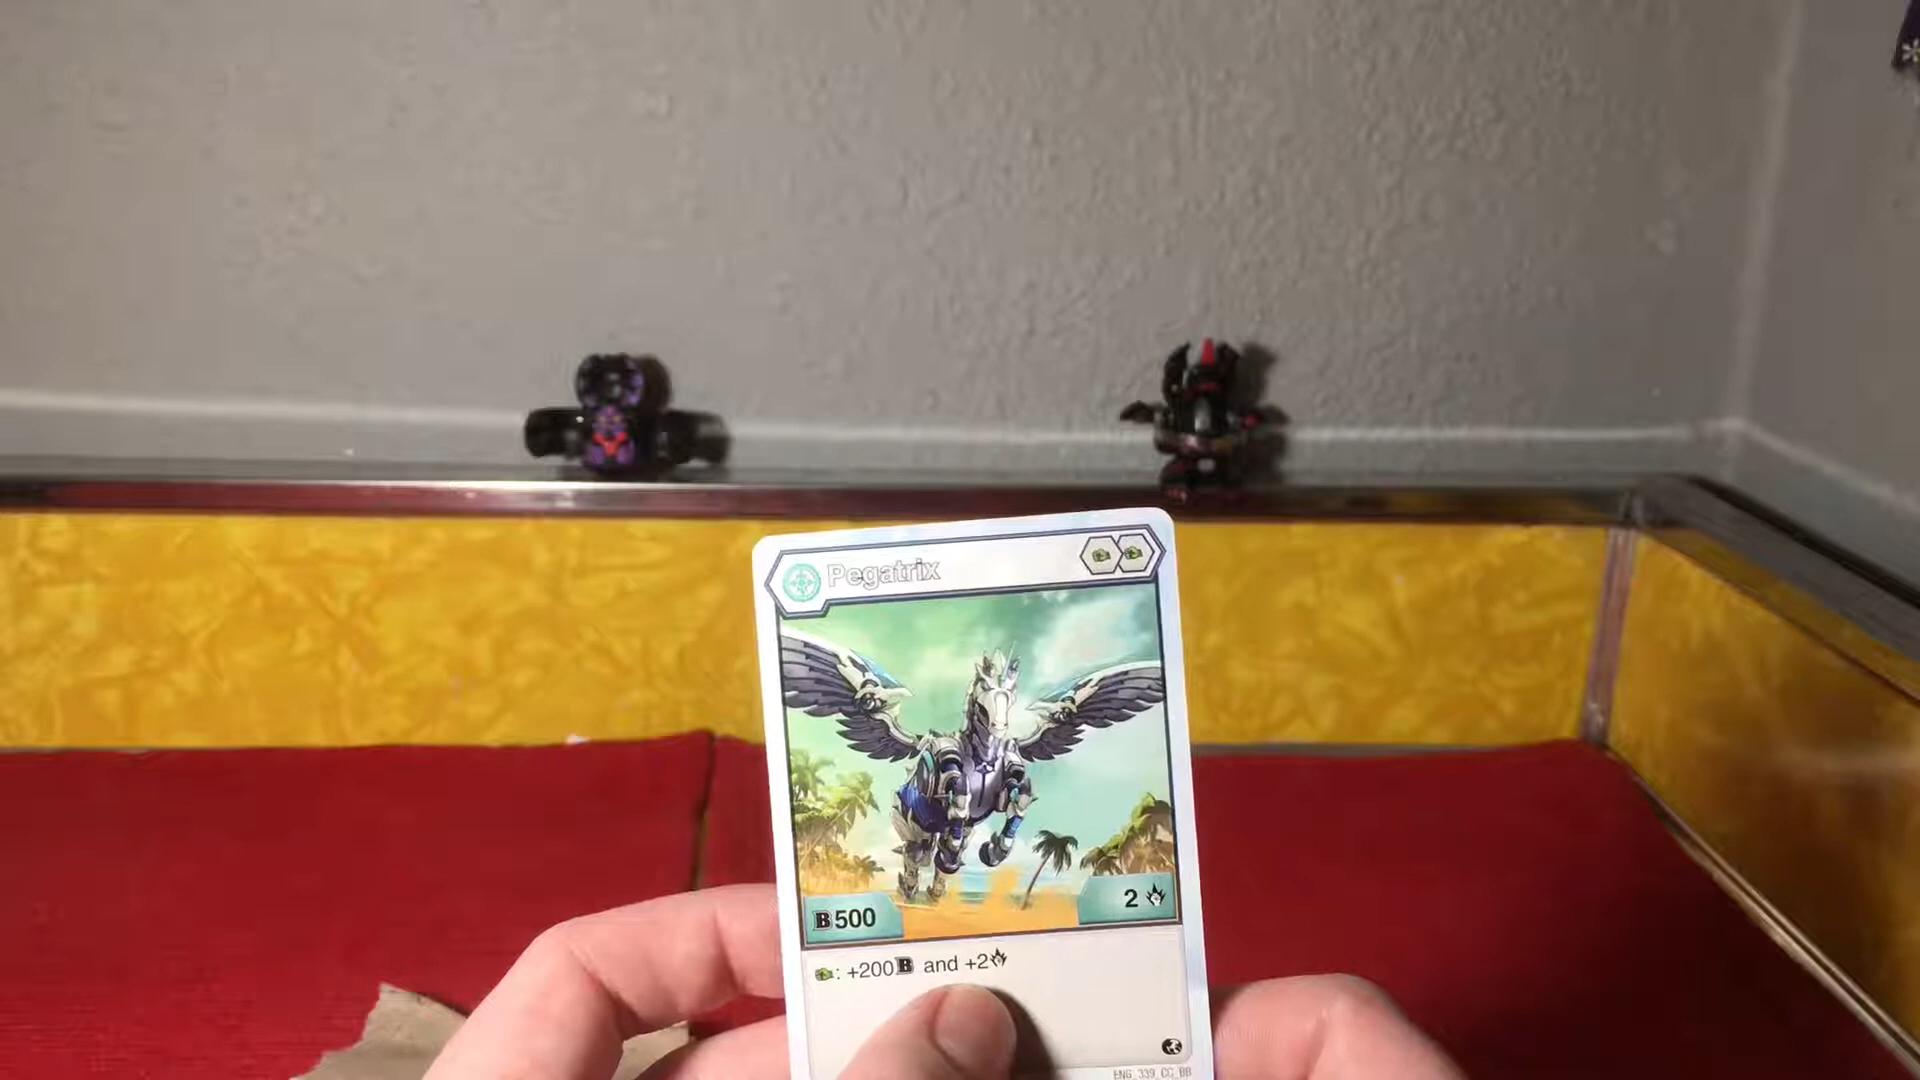 Pegatrix
B500
2
: +200B and +2
ENG_339_CC_BB